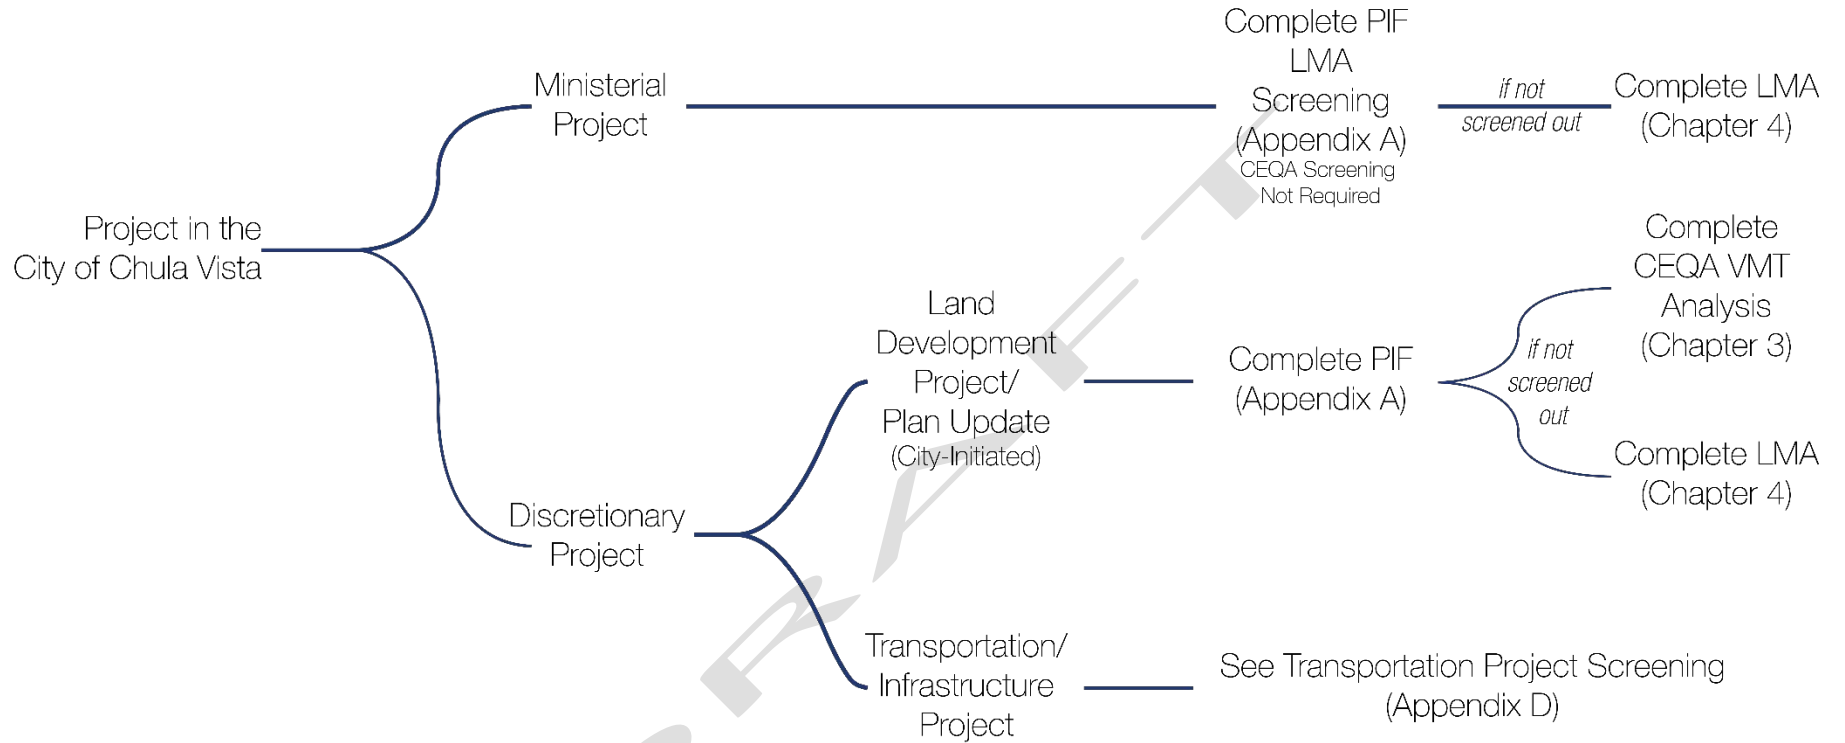 Project in the
City of Chula Vista
Ministerial
Project
Complete PIF
LMA
Screening
(Appendix A)
CEQA Screening
Not Required
if not
screened out
Complete LMA
(Chapter 4)
Discretionary
Project
Land
Development
Project/
Plan Update
(City-Initiated)
Complete PIF
(Appendix A)
if not
screened
out
Complete
CEQA VMT
Analysis
(Chapter 3)
Complete LMA
(Chapter 4)
Transportation/
Infrastructure
Project
See Transportation Project Screening
(Appendix D)
DRAFT